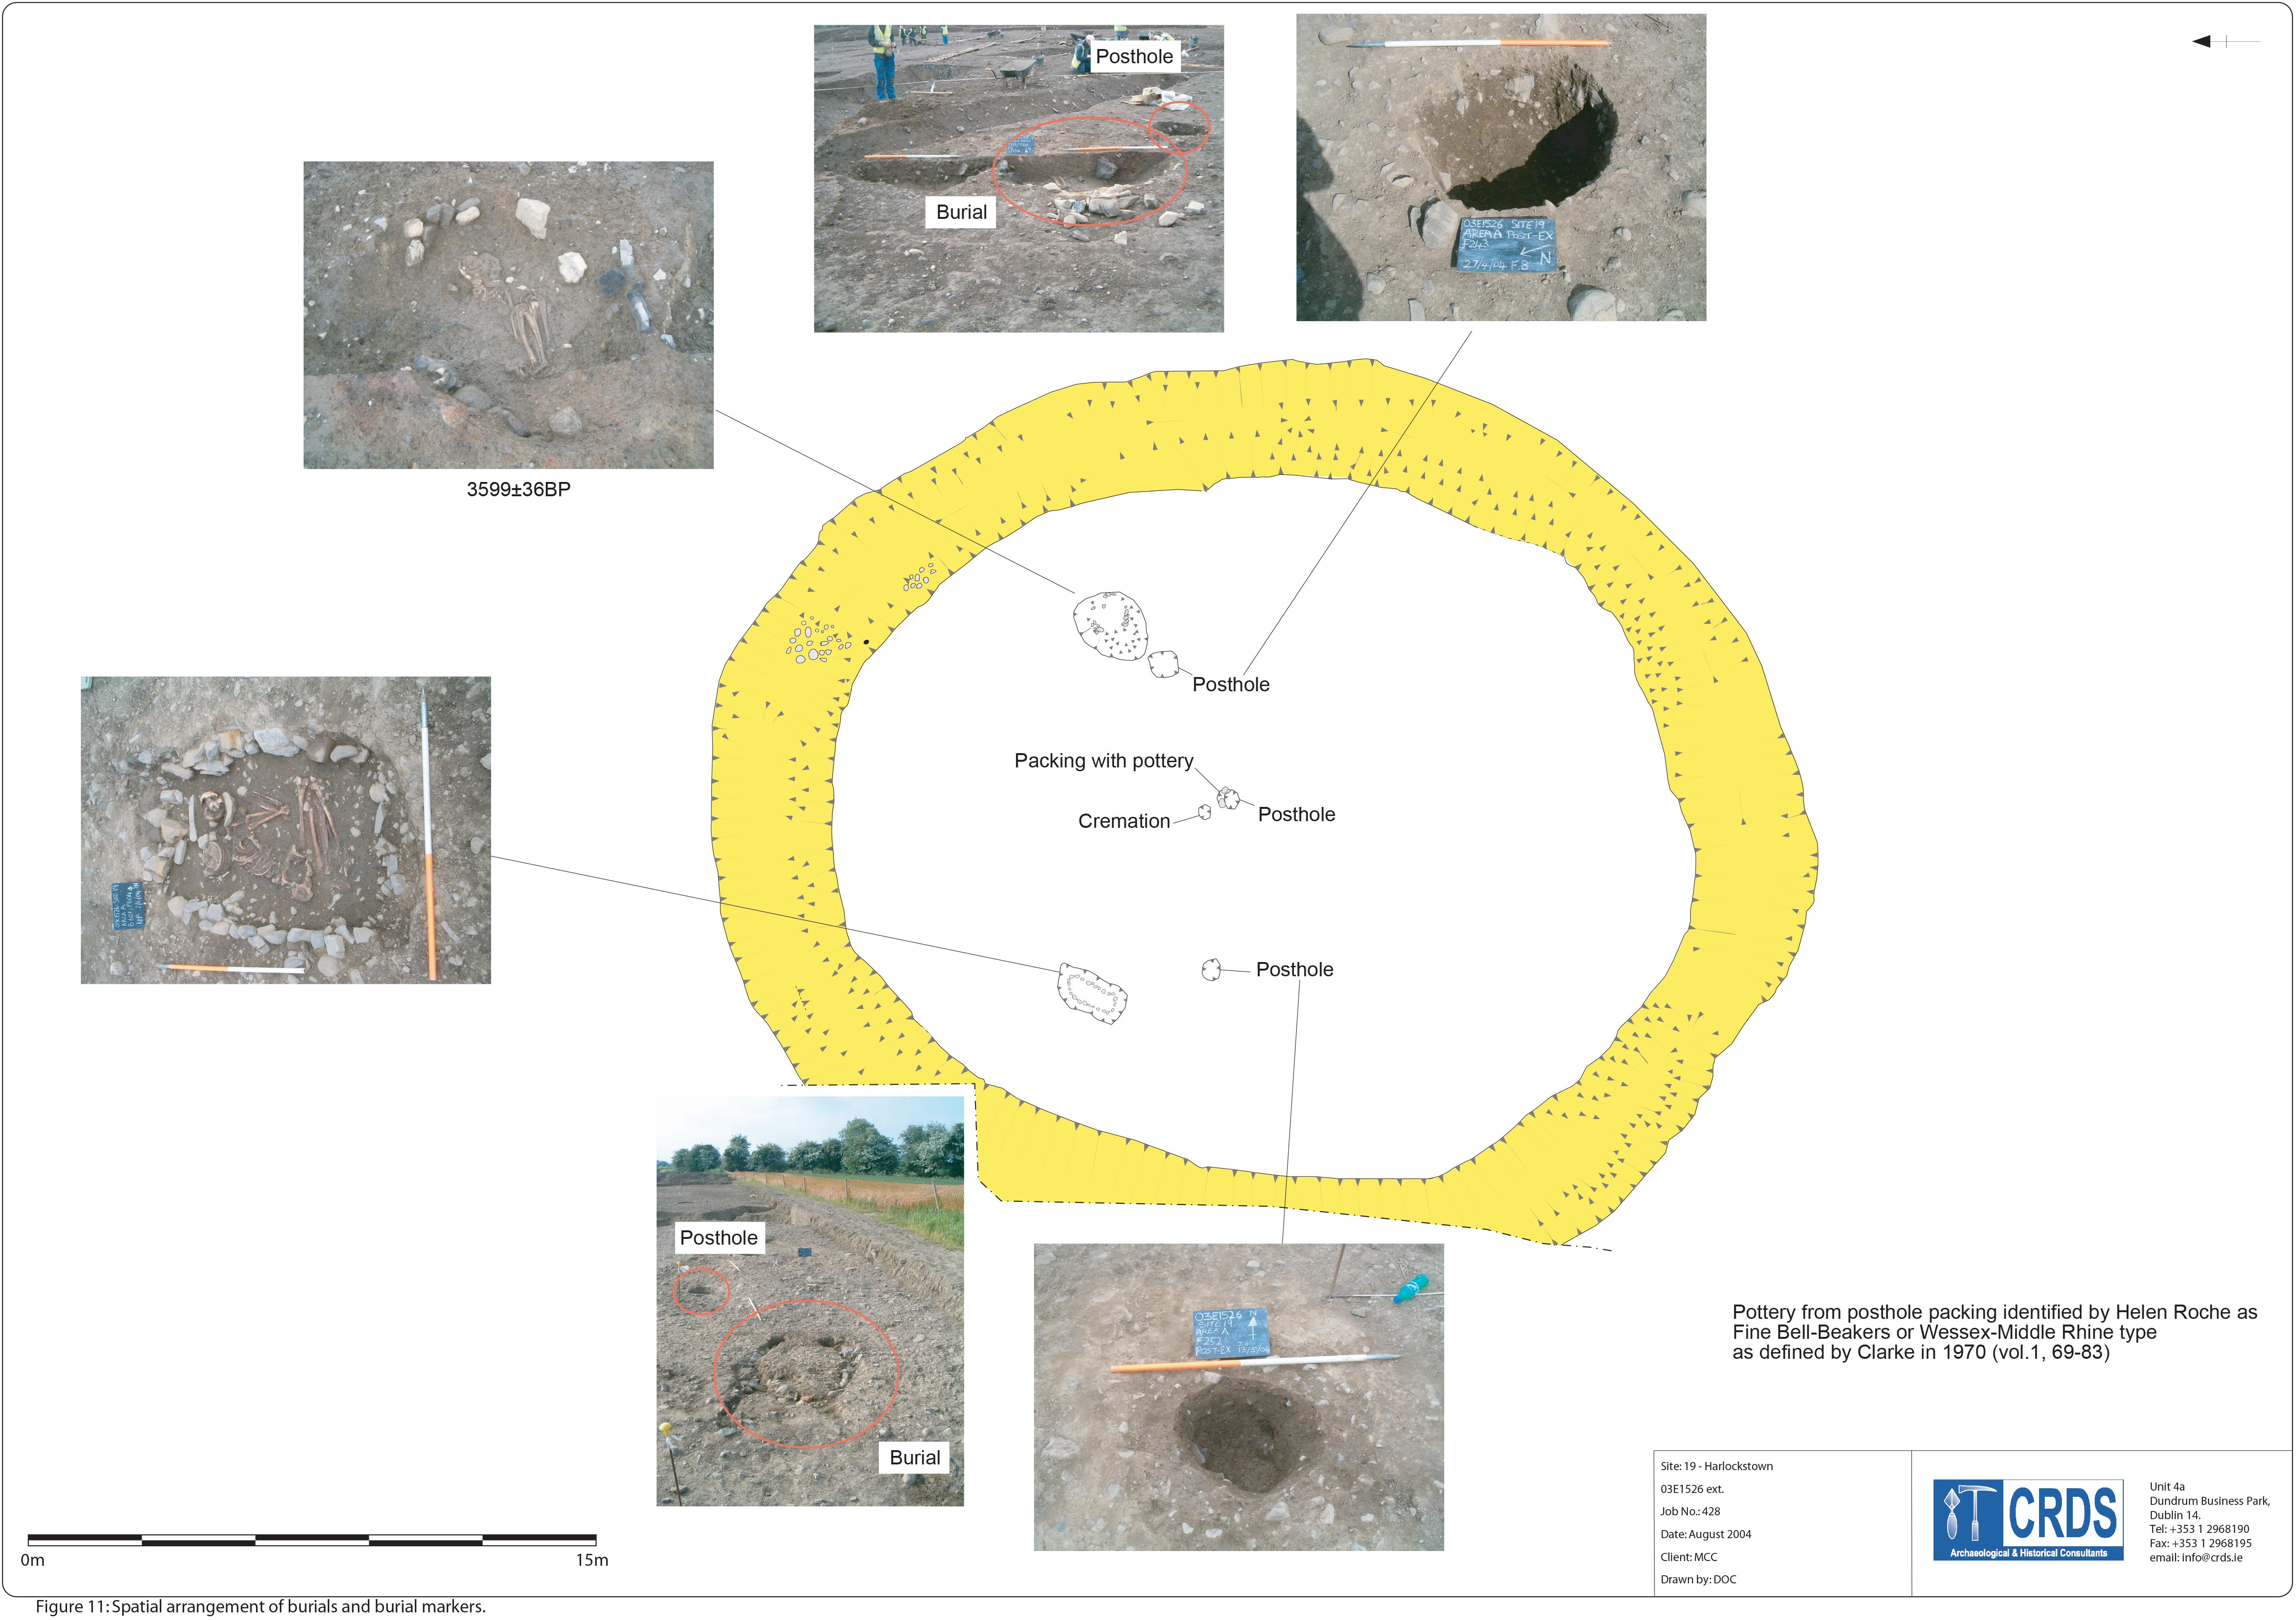 Posthole
Burial
03E1526 SITE 19
AREA A POST-EX
F243
N
27/4/04 F.B
3599±36BP
Posthole
Packing with pottery
Cremation
Posthole
Posthole
Posthole
Burial
03E1526 N
SITE 19
AREA A
F252
POST-EX 13/5/04
Pottery from posthole packing identified by Helen Roche as
Fine Bell-Beakers or Wessex-Middle Rhine type
as defined by Clarke in 1970 (vol.1, 69-83)
Site: 19 - Harlockstown
03E1526 ext.
Job No.: 428
Date: August 2004
Client: MCC
Drawn by: DOC
CRDS
Archaeological & Historical Consultants
Unit 4a
Dundrum Business Park,
Dublin 14.
Tel: +353 1 2968190
Fax: +353 1 2968195
email: info@crds.ie
0m 15m
Figure 11: Spatial arrangement of burials and burial markers.